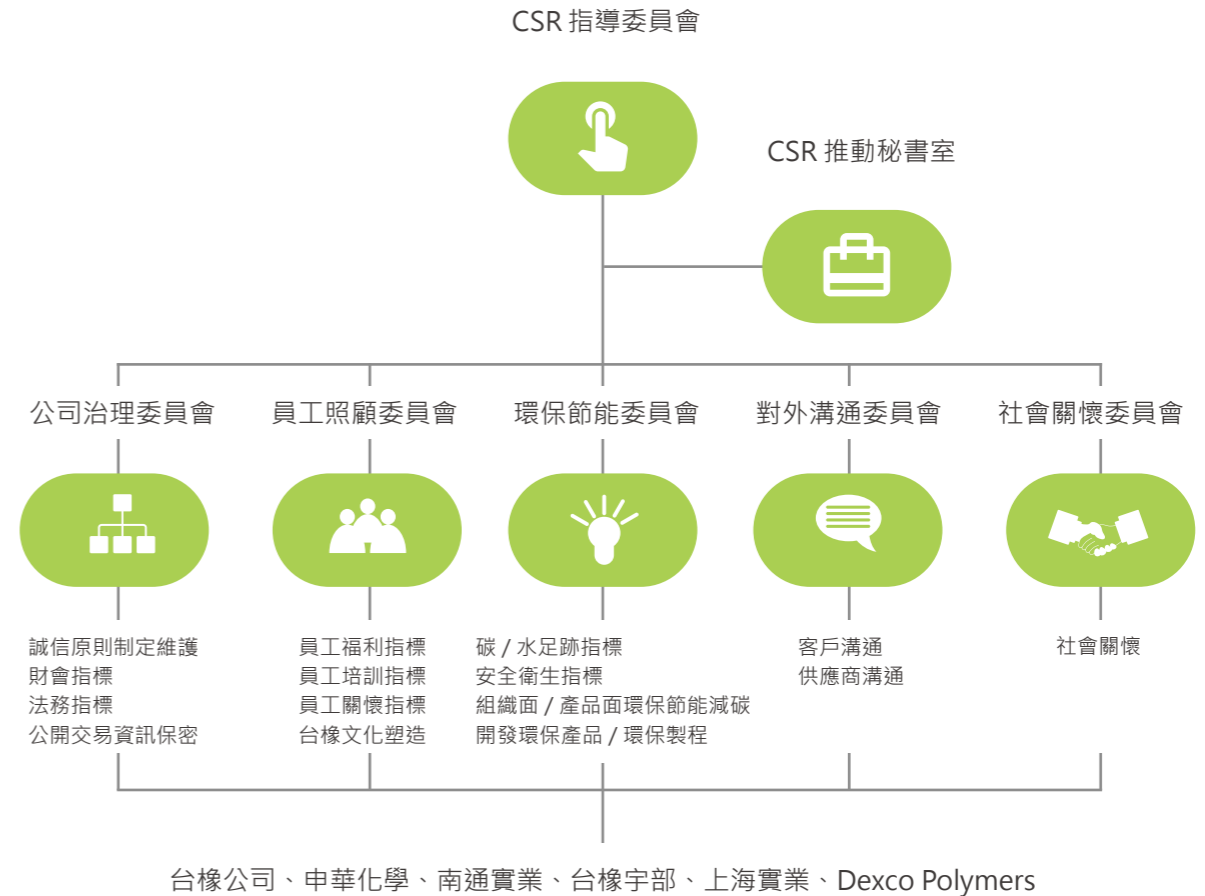 CSR 指導委員會
CSR 推動秘書室
公司治理委員會
員工照顧委員會
環保節能委員會
對外溝通委員會
社會關懷委員會
誠信原則制定維護
財會指標
法務指標
公開交易資訊保密
員工福利指標
員工培訓指標
員工關懷指標
台橡文化塑造
碳 / 水足跡指標
安全衛生指標
組織面 / 產品面環保節能減碳
開發環保產品 / 環保製程
客戶溝通
供應商溝通
社會關懷
台橡公司、申華化學、南通實業、台橡宇部、上海實業、Dexco Polymers